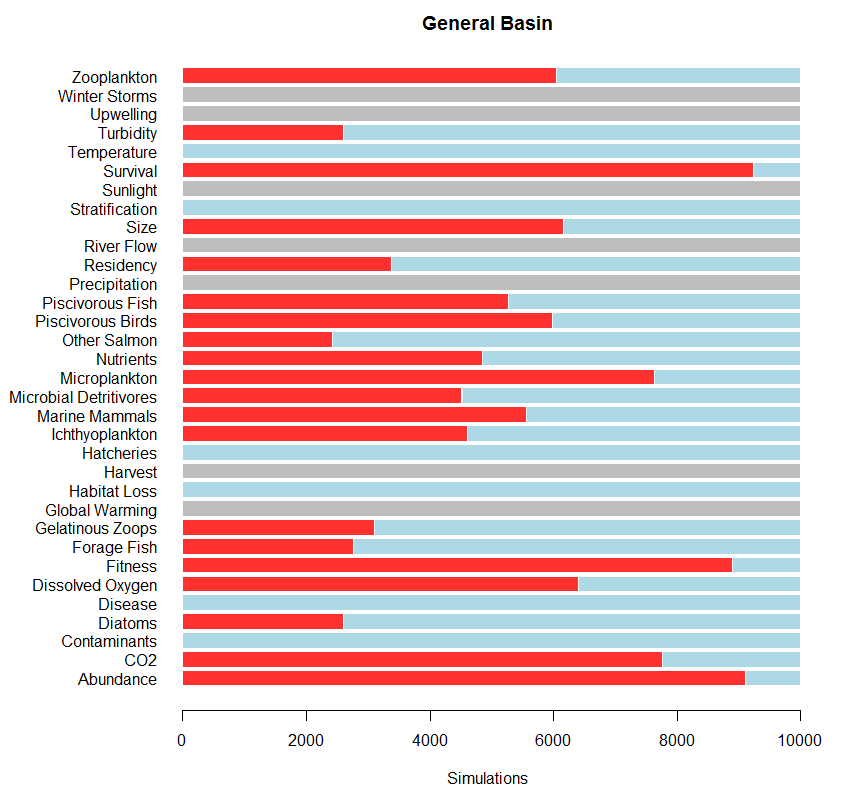 General Basin
Zooplankton
Winter Storms
Upwelling
Turbidity
Temperature
Survival
Sunlight
Stratification
Size
River Flow
Residency
Precipitation
Piscivorous Fish
Piscivorous Birds
Other Salmon
Nutrients
Microplankton
Microbial Detritivores
Marine Mammals
Ichthyoplankton
Hatcheries
Harvest
Habitat Loss
Global Warming
Gelatinous Zoops
Forage Fish
Fitness
Dissolved Oxygen
Disease
Diatoms
Contaminants
CO2
Abundance
0 2000 4000 6000 8000 10000
Simulations